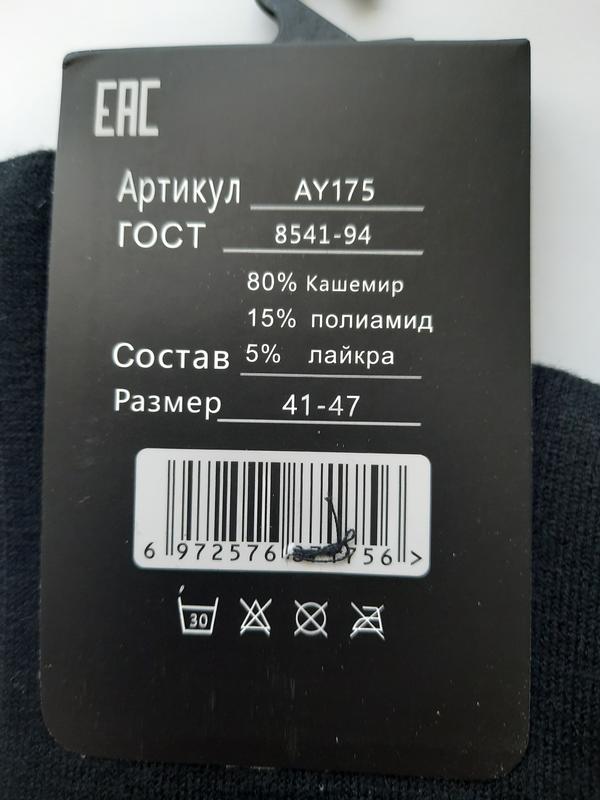 EAC
Артикул AY175
ГОСТ 8541-94
80% Кашемир
15% полиамид
Состав 5% лайкра
Размер 41-47
6 972576 756 >
30